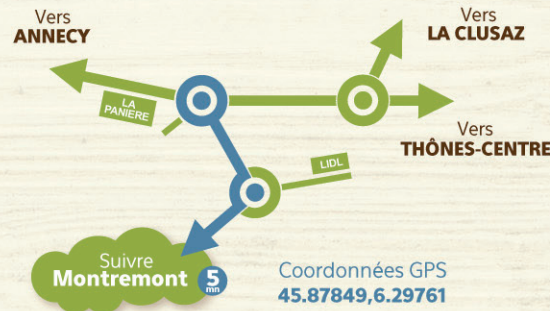 Vers
ANNECY
Vers
LA CLUSAZ
LA
PANIÈRE
Vers
THÔNES-CENTRE
LIDL
Suivre
Montremont
5
mn
Coordonnées GPS
45.87849,6.29761